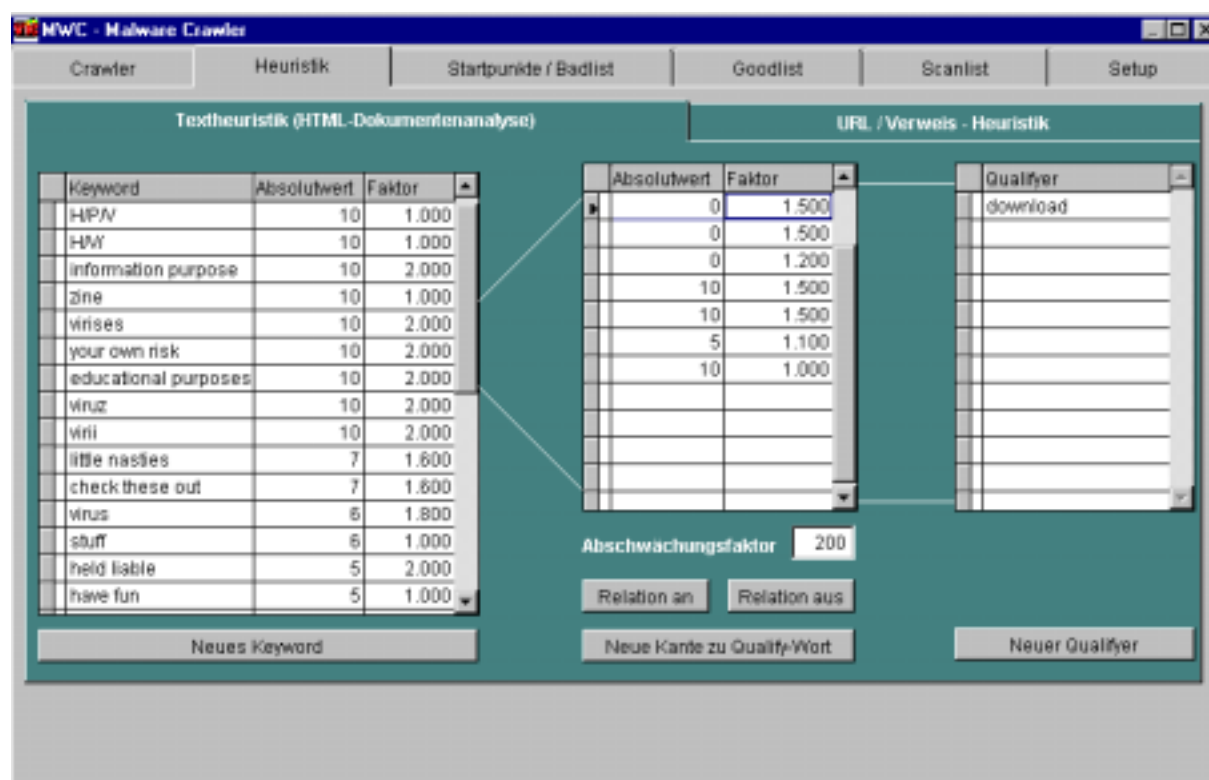 MWC - Malware Crawler
Crawler Heuristik Startpunkte / Badlist Goodlist Scanlist Setup
Textheuristik (HTML-Dokumentenanalyse) URL / Verweis - Heuristik
Keyword Absolutwert Faktor
H/P/V 10 1.000
10 1.000
information purpose 10 2.000
zine 10 1.000
virises 10 2.000
your own risk 10 2.000
educational purposes 10 2.000
viruz 10 2.000
virii 10 2.000
little nasties 7 1.600
check these out 7 1.600
virus 6 1.800
stuff 6 1.000
held liable 5 2.000
have fun 5 1.000
Neues Keyword
Absolutwert Faktor
0 1.500
0 1.500
0 1.200
10 1.500
10 1.500
5 1.100
10 1.000
Abschwächungsfaktor 200
Relation an Relation aus
Neue Kante zu Qualify-Wort
Qualifyer
download
Neuer Qualifyer